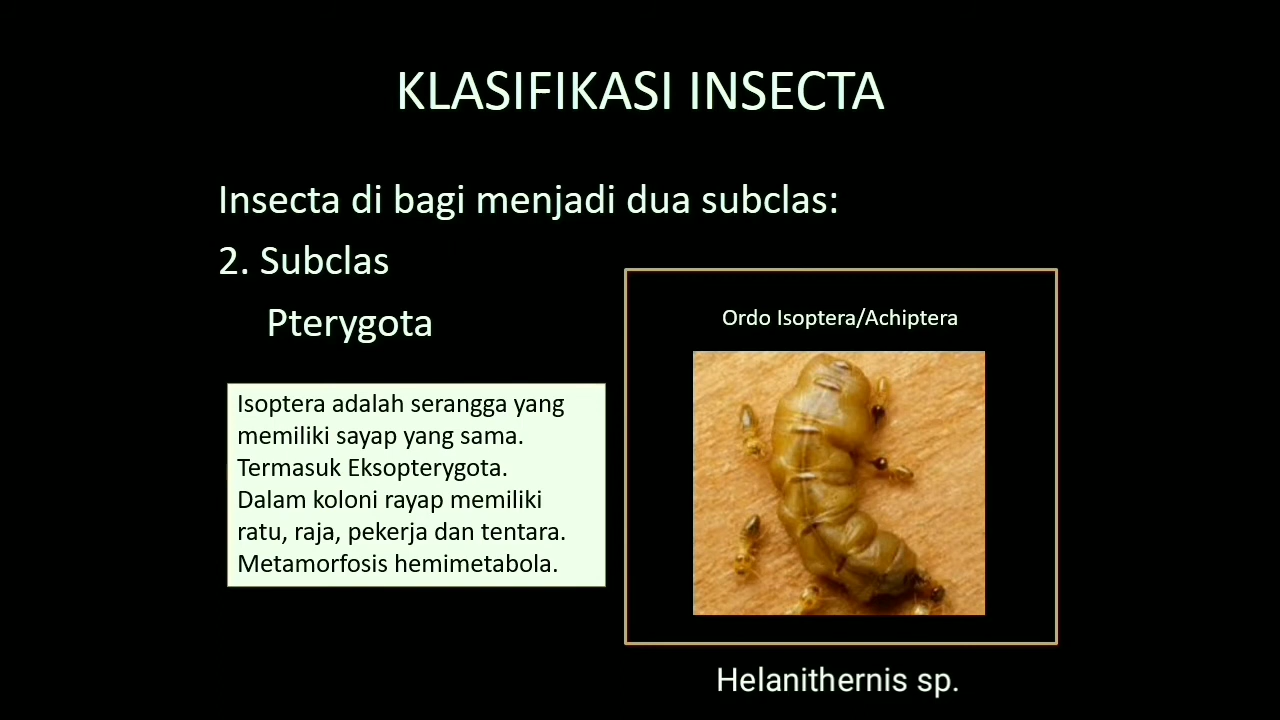 KLASIFIKASI INSECTA
Insecta di bagi menjadi dua subclas:
2. Subclas
Pterygota
Isoptera adalah serangga yang
memiliki sayap yang sama.
Termasuk Eksopterygota.
Dalam koloni rayap memiliki
ratu, raja, pekerja dan tentara.
Metamorfosis hemimetabola.
Ordo Isoptera/Achiptera
Helanithernis sp.